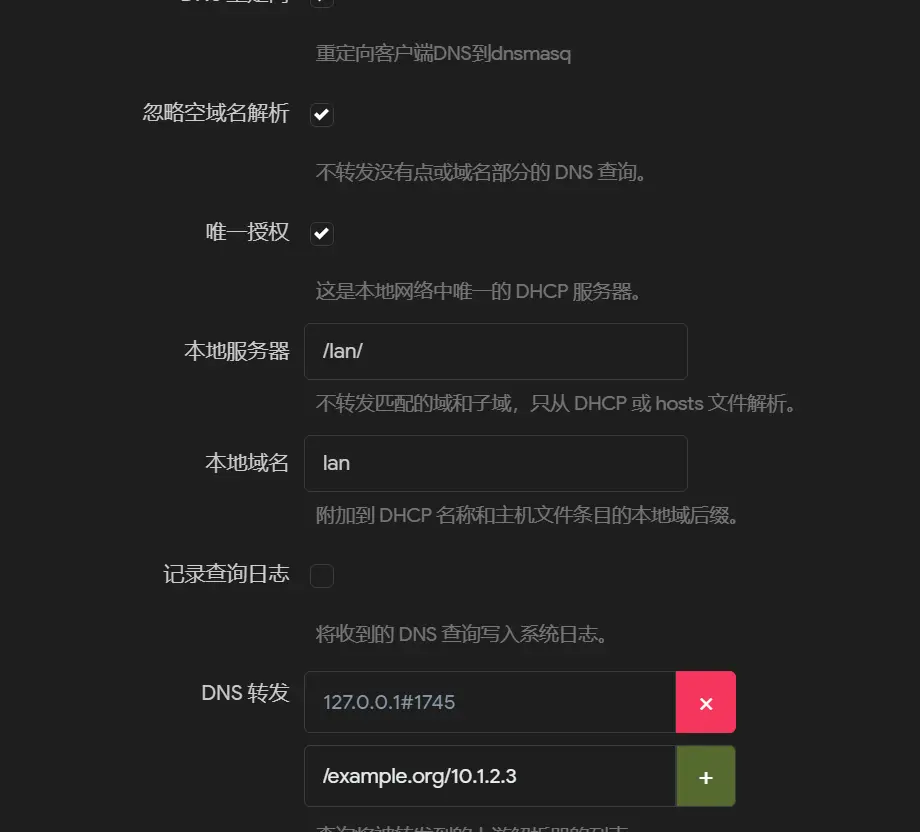 重定向客户端DNS到dnsmasq
忽略空域名解析
不转发没有点或域名部分的 DNS 查询。
唯一授权
这是本地网络中唯一的 DHCP 服务器。
本地服务器 /lan/
不转发匹配的域和子域，只从 DHCP 或 hosts 文件解析。
本地域名 lan
附加到 DHCP 名称和主机文件条目的本地域后缀。
记录查询日志
将收到的 DNS 查询写入系统日志。
DNS 转发 127.0.0.1#1745 ×
/example.org/10.1.2.3 +